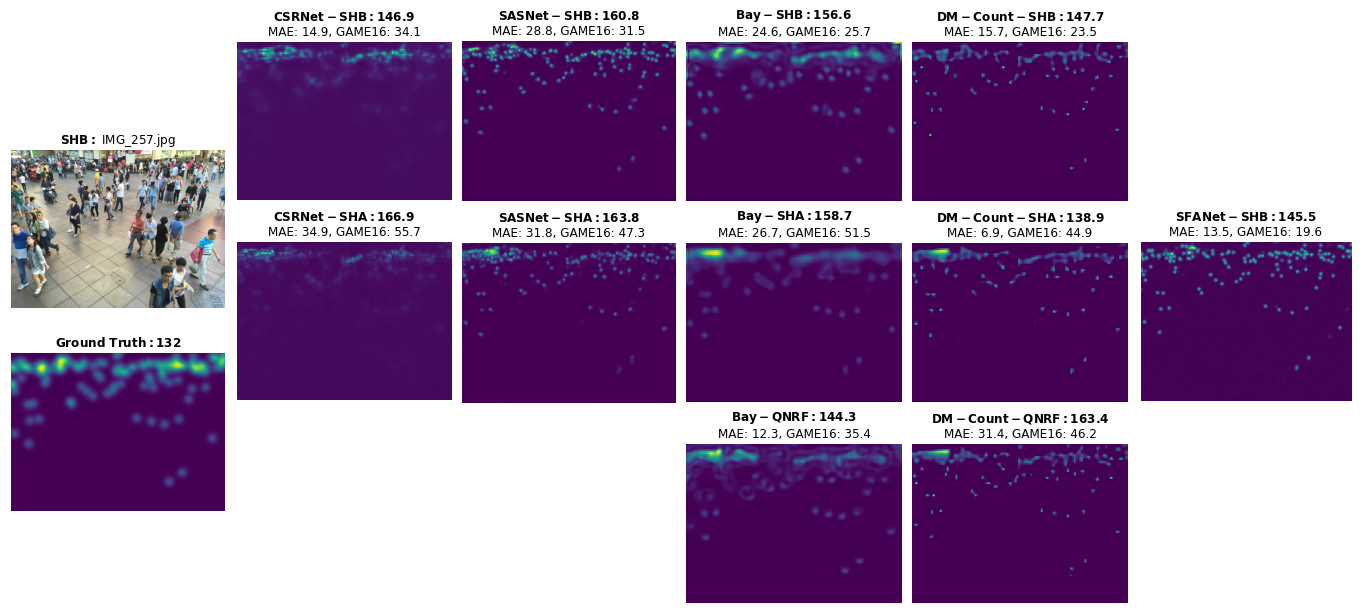 CSRNet − SHB : 146.9
MAE: 14.9, GAME16: 34.1
SASNet − SHB : 160.8
MAE: 28.8, GAME16: 31.5
Bay − SHB : 156.6
MAE: 24.6, GAME16: 25.7
DM − Count − SHB : 147.7
MAE: 15.7, GAME16: 23.5
SHB : IMG_257.jpg
CSRNet − SHA : 166.9
MAE: 34.9, GAME16: 55.7
SASNet − SHA : 163.8
MAE: 31.8, GAME16: 47.3
Bay − SHA : 158.7
MAE: 26.7, GAME16: 51.5
DM − Count − SHA : 138.9
MAE: 6.9, GAME16: 44.9
SFANet − SHB : 145.5
MAE: 13.5, GAME16: 19.6
Ground Truth : 132
Bay − QNRF : 144.3
MAE: 12.3, GAME16: 35.4
DM − Count − QNRF : 163.4
MAE: 31.4, GAME16: 46.2